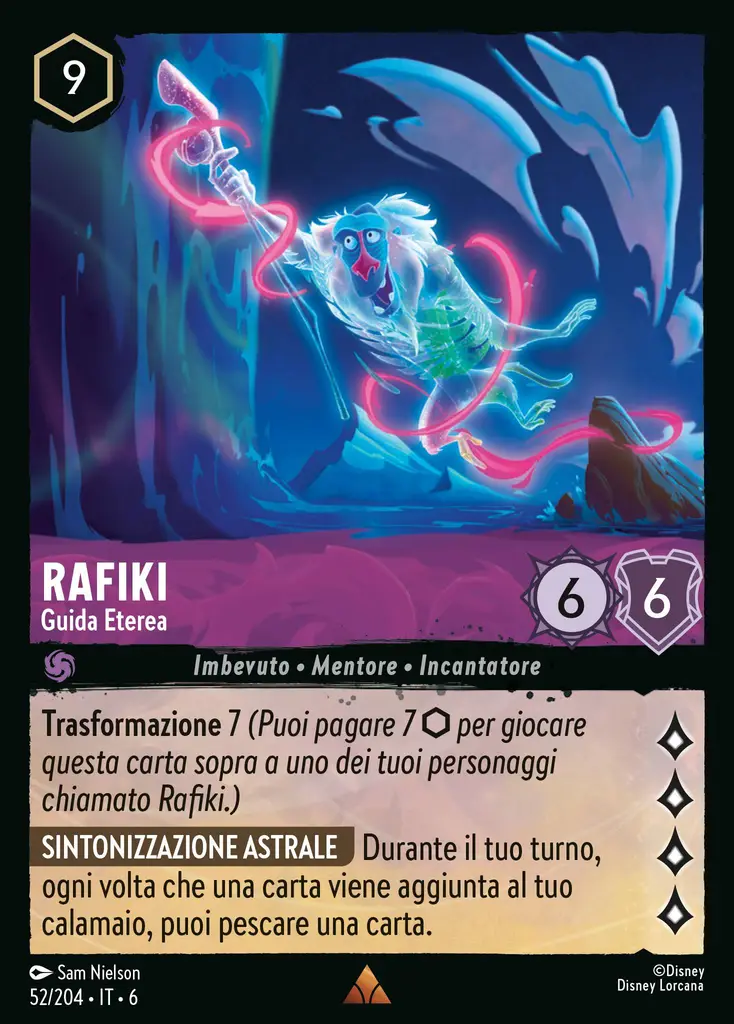 9
RAFIKI
Guida Eterea
6
6
Imbevuto • Mentore • Incantatore
Trasformazione 7 (Puoi pagare 7 ⬡ per giocare
questa carta sopra a uno dei tuoi personaggi
chiamato Rafiki.)
SINTONIZZAZIONE ASTRALE Durante il tuo turno,
ogni volta che una carta viene aggiunta al tuo
calamaio, puoi pescare una carta.
Sam Nielson
52/204 • IT • 6
©Disney
Disney Lorcana